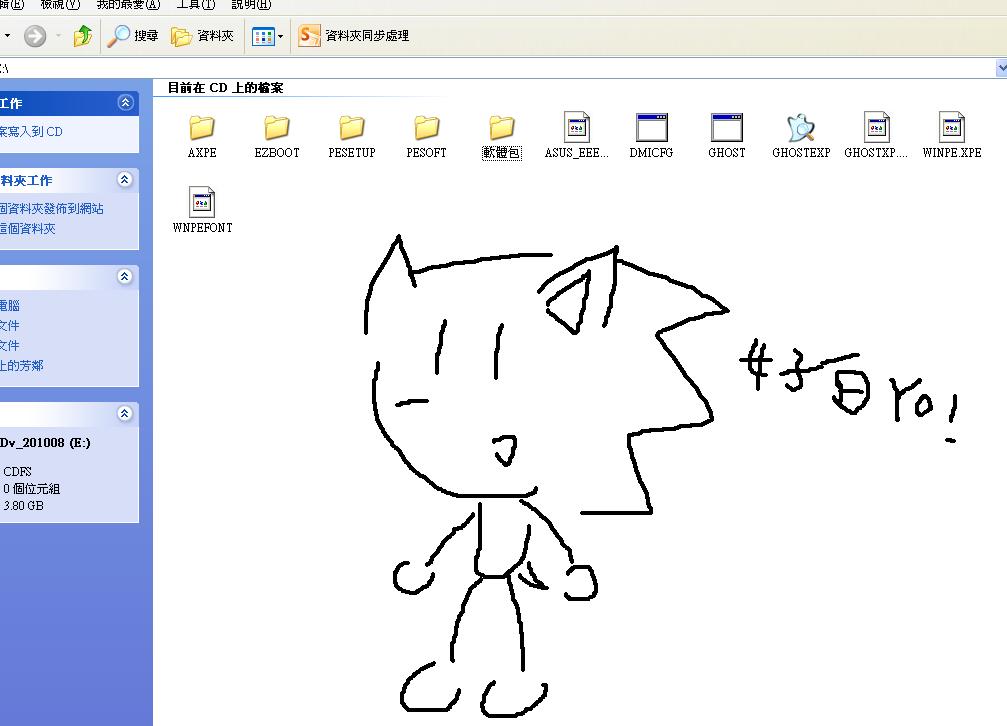 檢視(V) 我的最愛(A) 工具(T) 說明(H)
搜尋 資料夾 資料夾同步處理
:\
工作
案寫入到 CD
料夾工作
個資料夾發佈到網站
這個資料夾
電腦
文件
文件
上的芳鄰
Dv_201008 (E:)
CDFS
0 個位元組
3.80 GB
目前在 CD 上的檔案
AXPE EZBOOT PESETUP PESOFT 軟體包 ASUS_EEE... DMICFG GHOST GHOSTEXP GHOSTXP.... WINPE.XPE
WNPEFONT
好日Yo!